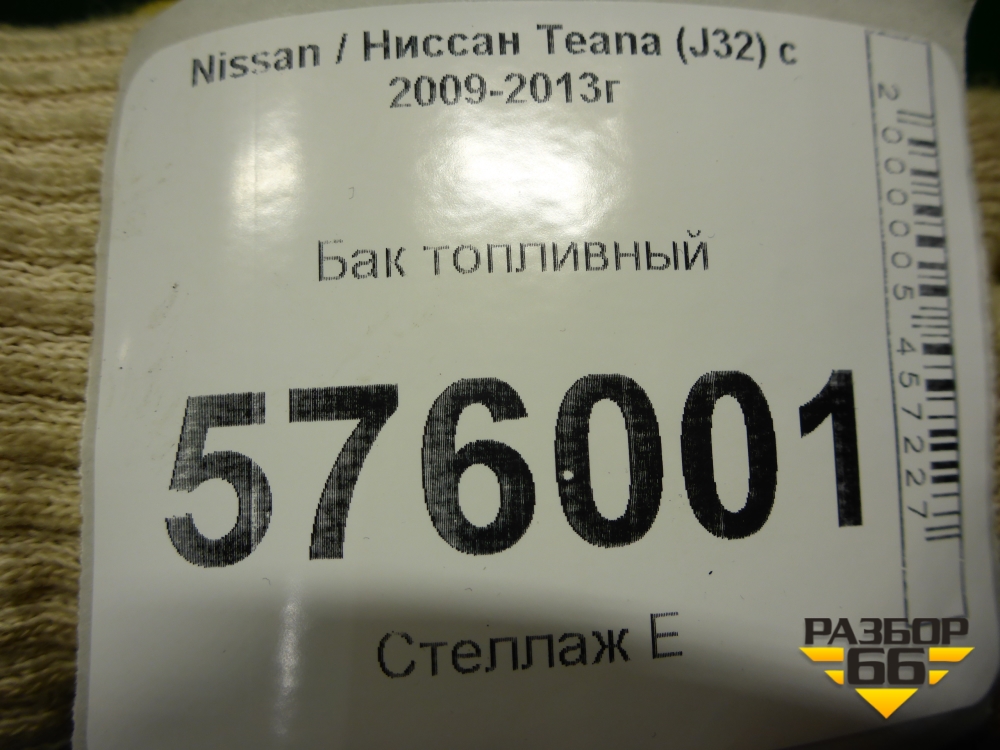 Nissan / Ниссан Teana (J32) с
2009-2013г
Бак топливный
576001
Стеллаж Е
2000005457227
РАЗБОР
66